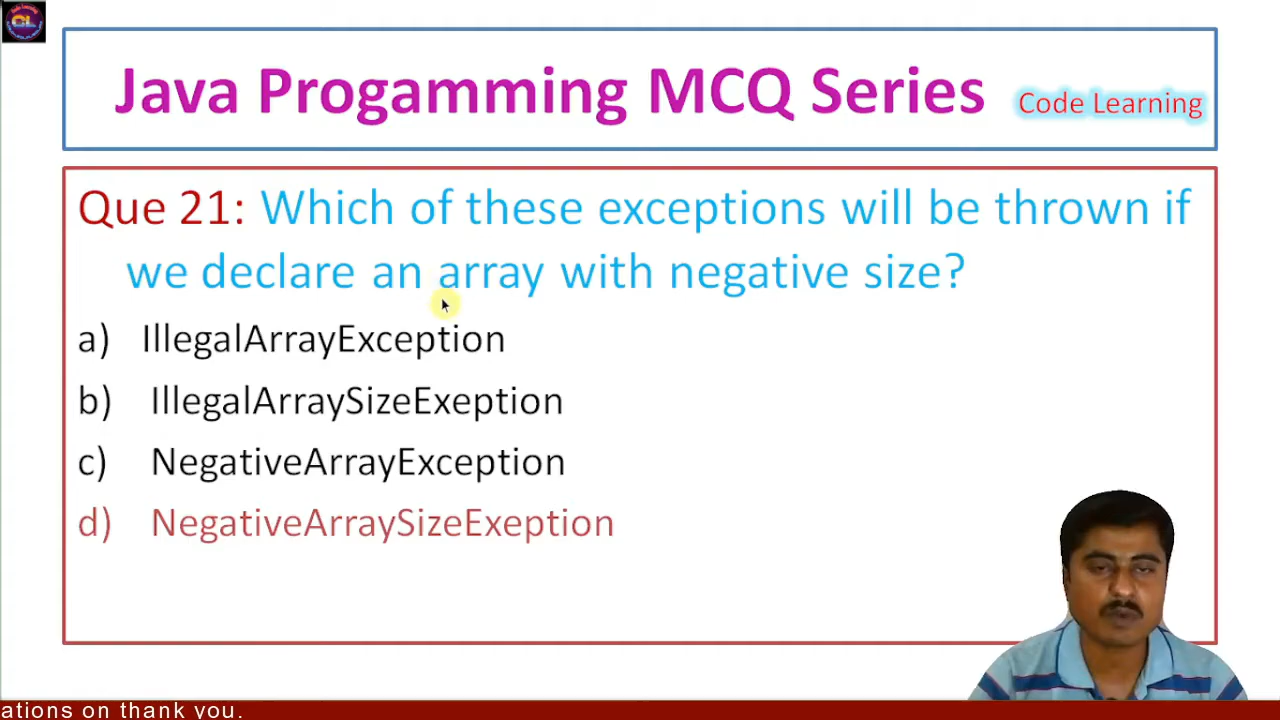 Java Progamming MCQ Series Code Learning
Que 21: Which of these exceptions will be thrown if
we declare an array with negative size?
a) IllegalArrayException
b) IllegalArraySizeExeption
c) NegativeArrayException
d) NegativeArraySizeExeption
ations on thank you.